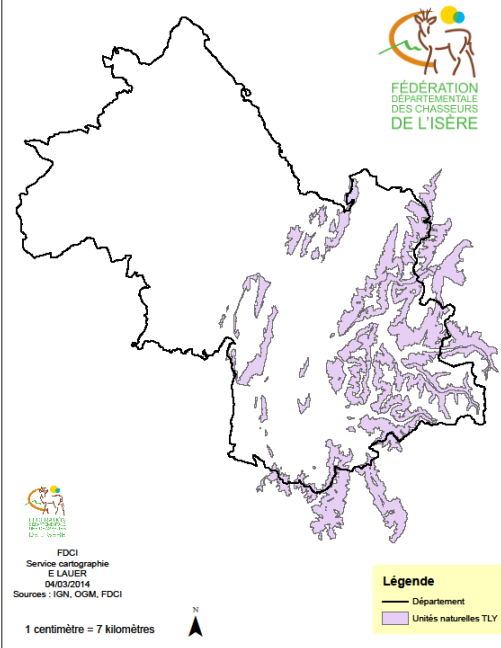 FÉDÉRATION
DÉPARTEMENTALE
DES CHASSEURS
DE L'ISÈRE
FDCI
Service cartographie
E LAUER
04/03/2014
Sources : IGN, OGM, FDCI
1 centimètre = 7 kilomètres
N
Légende
Département
Unités naturelles TLY